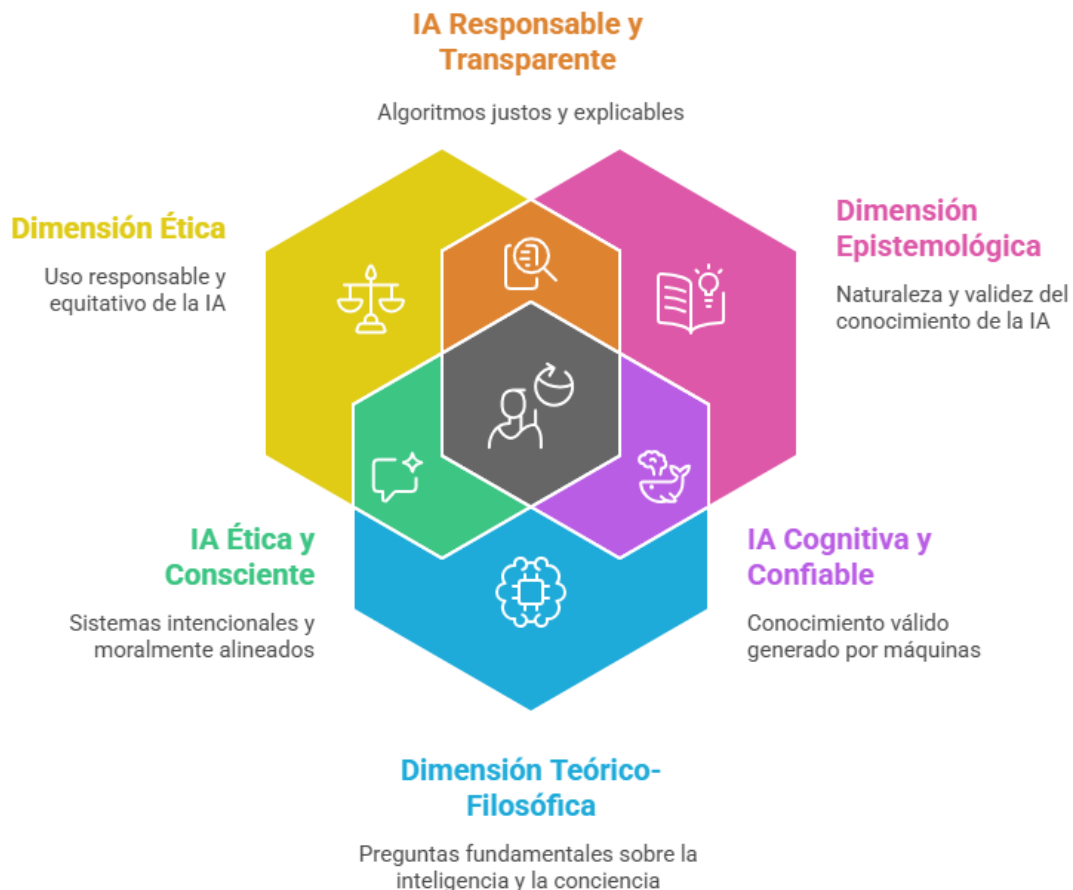 IA Responsable y
Transparente
Algoritmos justos y explicables
Dimensión Ética
Uso responsable y
equitativo de la IA
Dimensión
Epistemológica
Naturaleza y validez del
conocimiento de la IA
IA Ética y
Consciente
Sistemas intencionales y
moralmente alineados
IA Cognitiva y
Confiable
Conocimiento válido
generado por máquinas
Dimensión Teórico-
Filosófica
Preguntas fundamentales sobre la
inteligencia y la conciencia